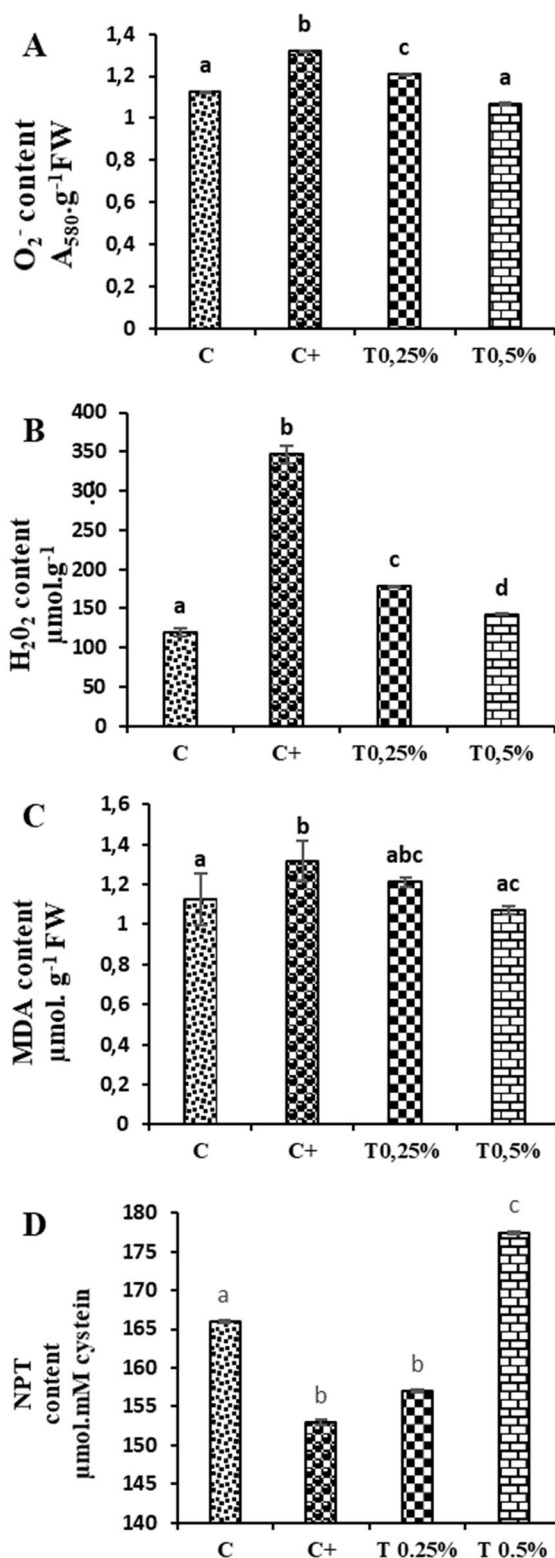 A
O₂⁻ content
A₅₈₀.g⁻¹FW
1,4
1,2
1
0,8
0,6
0,4
0,2
0
a
b
c
a
C
C+
T0,25%
T0,5%
B
H₂0₂ content
µmol.g⁻¹
400
350
300
250
200
150
100
50
0
a
b
c
d
C
C+
T0,25%
T0,5%
C
MDA content
µmol. g⁻¹ FW
1,6
1,4
1,2
1
0,8
0,6
0,4
0,2
0
a
b
abc
ac
C
C+
T0,25%
T0,5%
D
NPT
content
µmol.mM cystein
180
175
170
165
160
155
150
145
140
a
b
b
c
C
C+
T 0.25%
T 0.5%